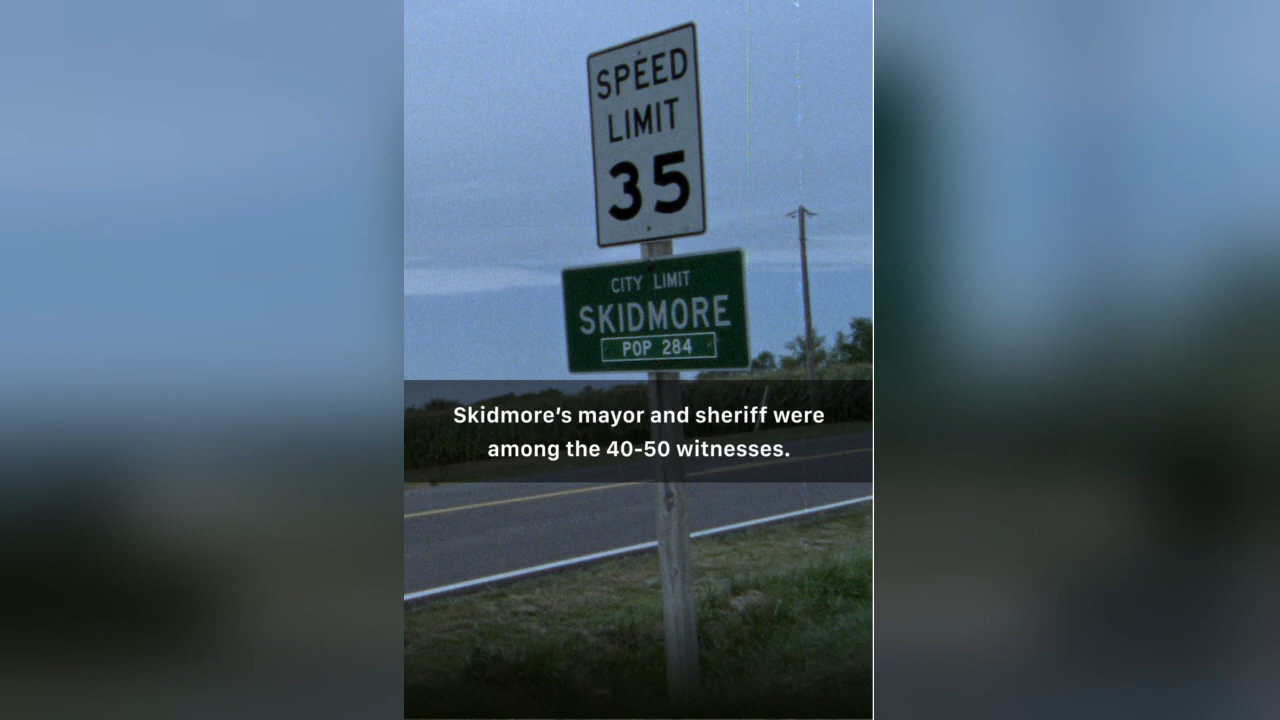 SPEED
LIMIT
35
CITY LIMIT
SKIDMORE
POP 284
Skidmore's mayor and sheriff were
among the 40-50 witnesses.